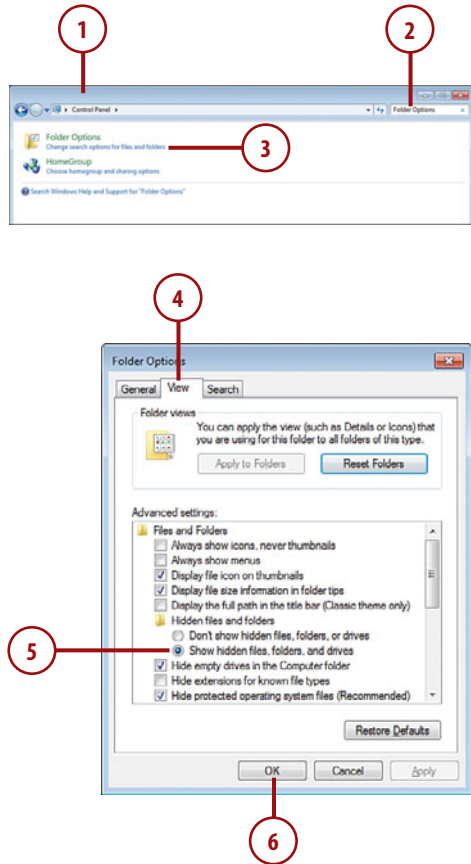 1
2
Control Panel
Folder Options
Folder Options
Change search options for files and folders
3
HomeGroup
Choose homegroup and sharing options
Search Windows Help and Support for "Folder Options"
4
Folder Options
General View Search
Folder views
You can apply the view (such as Details or Icons) that
you are using for this folder to all folders of this type.
Apply to Folders Reset Folders
Advanced settings:
Files and Folders
Always show icons, never thumbnails
Always show menus
Display file icon on thumbnails
Display file size information in folder tips
Display the full path in the title bar (Classic theme only)
Hidden files and folders
Don't show hidden files, folders, or drives
5
Show hidden files, folders, and drives
Hide empty drives in the Computer folder
Hide extensions for known file types
Hide protected operating system files (Recommended)
Restore Defaults
OK Cancel Apply
6